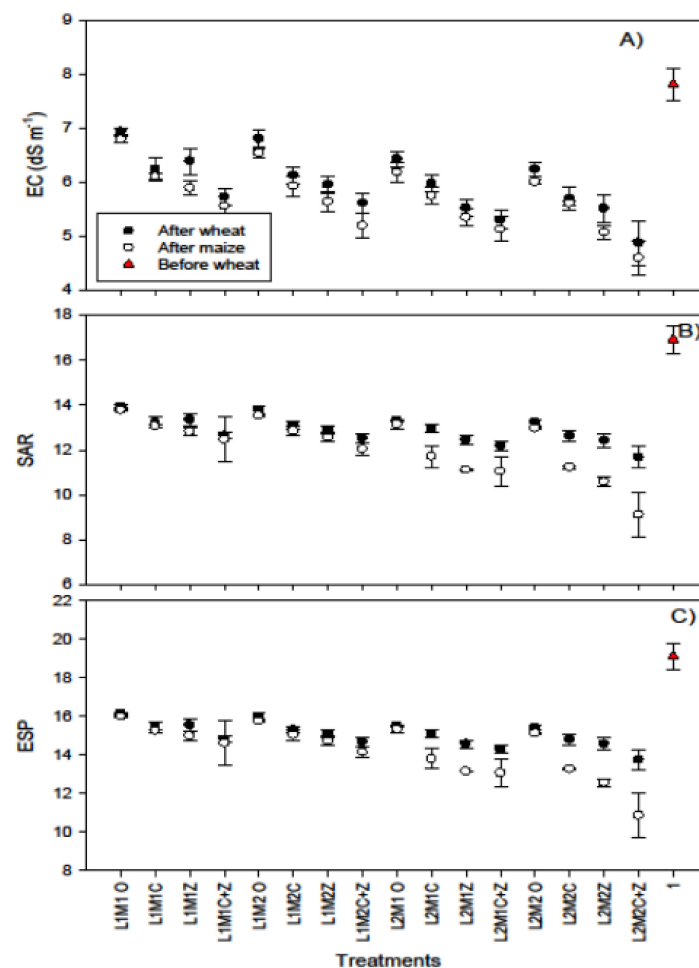 A)
9
8
7
6
5
4
EC (dS m-1)
After wheat
After maize
Before wheat
B)
18
16
14
12
10
8
6
SAR
C)
22
20
18
16
14
12
10
8
ESP
L1M1 O
L1M1C
L1M1Z
L1M1C+Z
L1M2 O
L1M2C
L1M2Z
L1M2C+Z
L2M1 O
L2M1C
L2M1Z
L2M1C+Z
L2M2 O
L2M2C
L2M2Z
L2M2C+Z
1
Treatments